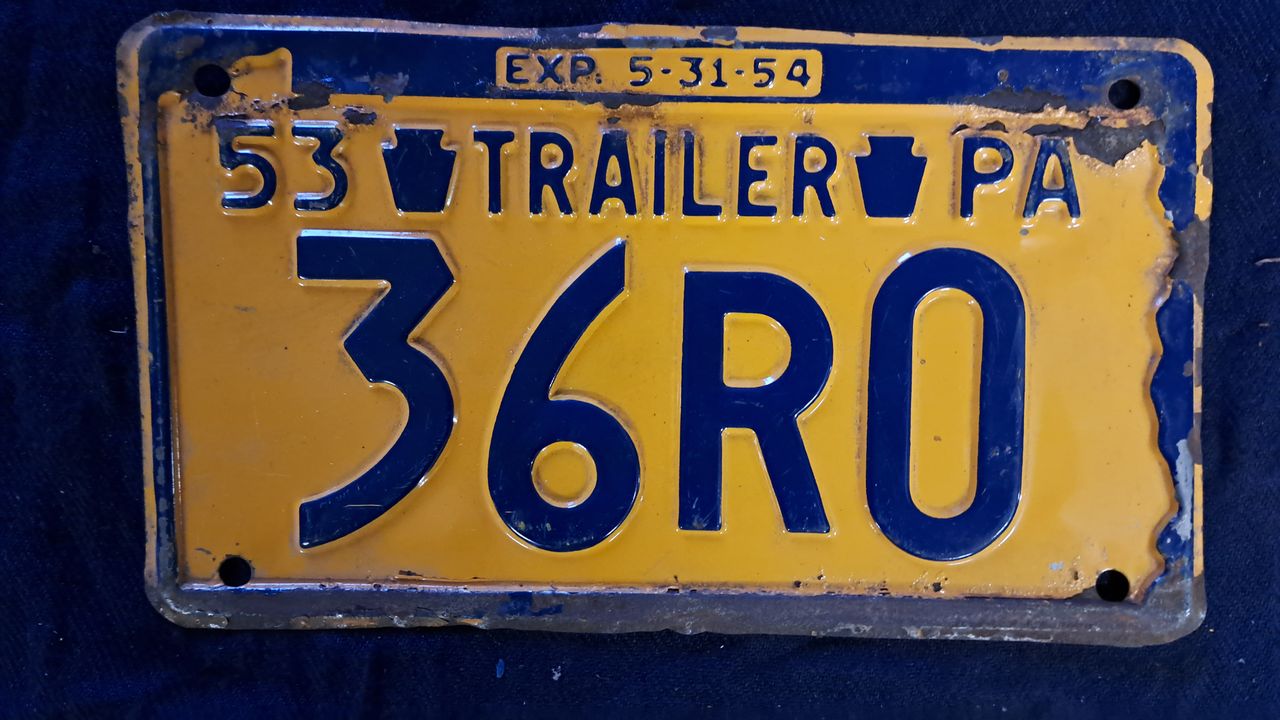 EXP. 5-31-54
53 TRAILER PA
36R0